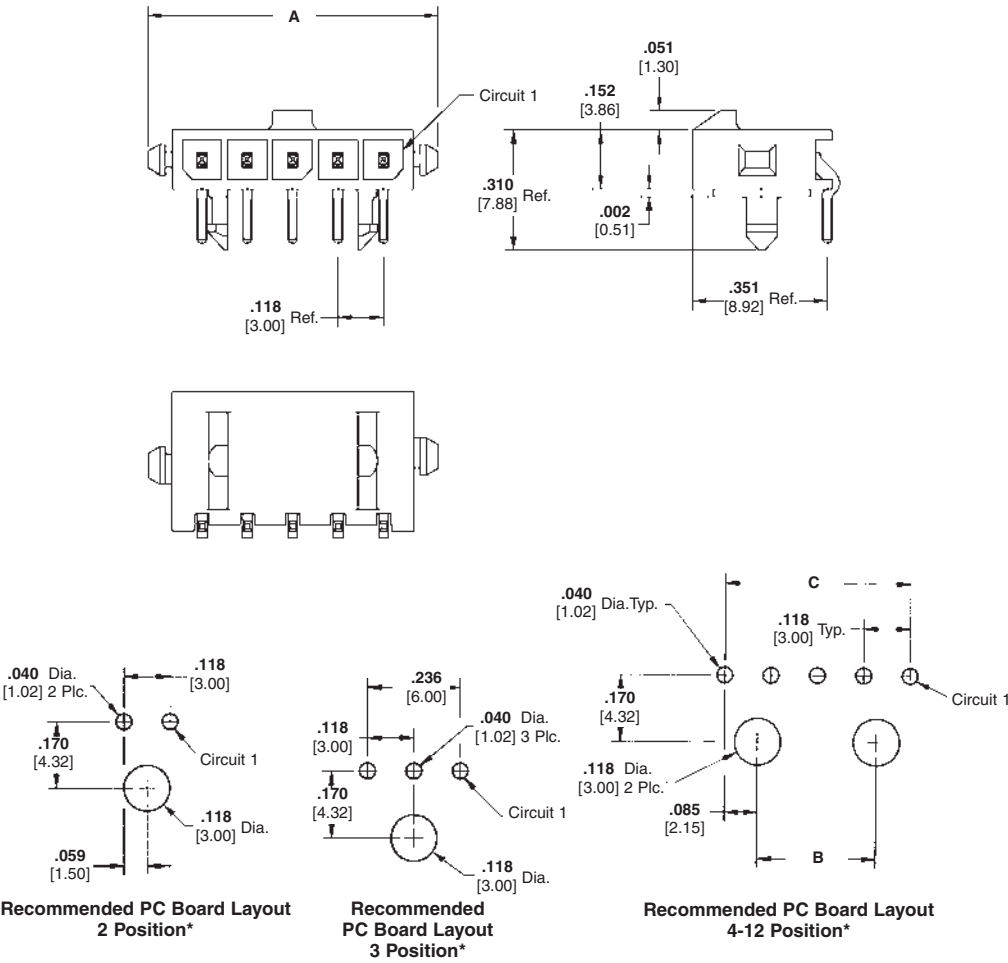 A
.051
[1.30]
.152
[3.86]
Circuit 1
.310
[7.88] Ref.
.002
[0.51]
.118
[3.00] Ref.
.351
[8.92] Ref.
C
.040
[1.02] Dia.Typ.
.118
[3.00] Typ.
Circuit 1
.170
[4.32]
.118 Dia.
[3.00] 2 Plc.
.085
[2.15]
B
.040 Dia.
[1.02] 2 Plc.
.118
[3.00]
.170
[4.32]
Circuit 1
.118
[3.00] Dia.
.059
[1.50]
.236
[6.00]
.118
[3.00]
.040 Dia.
[1.02] 3 Plc.
.170
[4.32]
Circuit 1
.118
[3.00] Dia.
Recommended PC Board Layout
2 Position*
Recommended
PC Board Layout
3 Position*
Recommended PC Board Layout
4-12 Position*